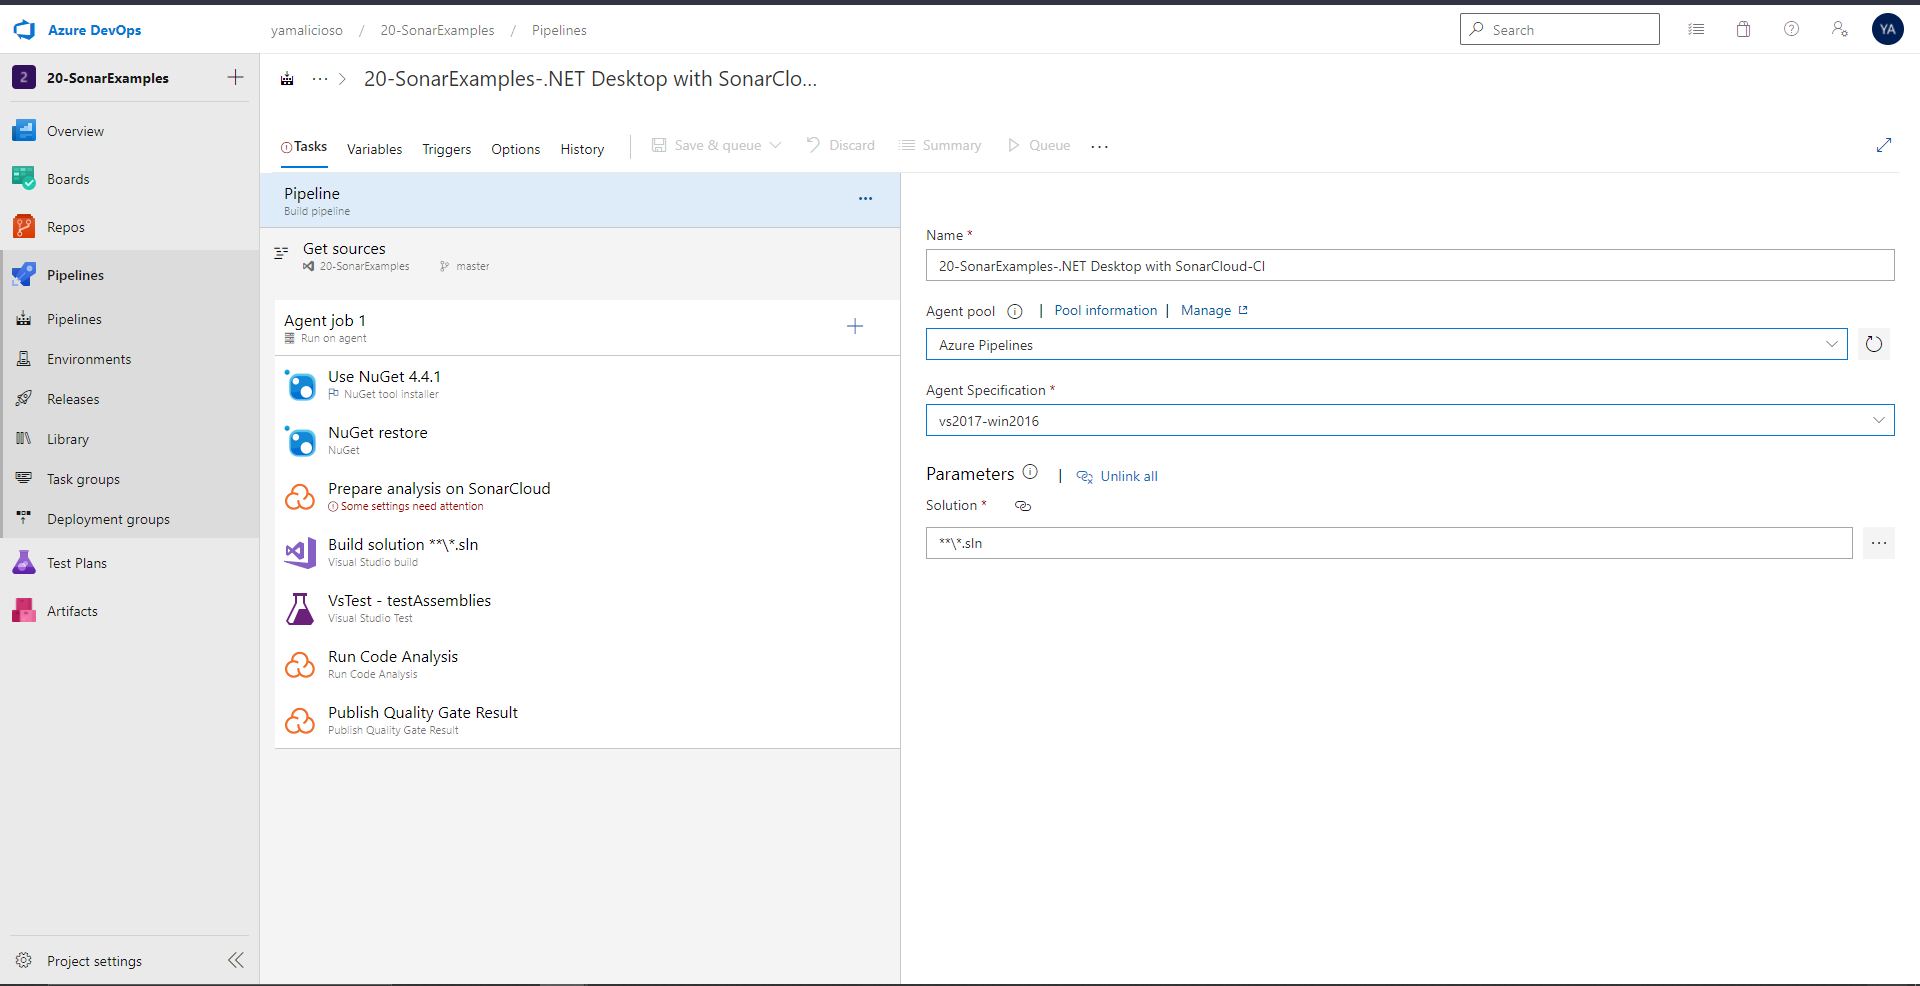 Azure DevOps
yamalicioso / 20-SonarExamples / Pipelines
Search
YA
2 20-SonarExamples
Overview
Boards
Repos
Pipelines
Pipelines
Environments
Releases
Library
Task groups
Deployment groups
Test Plans
Artifacts
Project settings
20-SonarExamples-.NET Desktop with SonarClo...
Tasks Variables Triggers Options History Save & queue Discard Summary Queue
Pipeline
Build pipeline
Get sources
20-SonarExamples master
Agent job 1
Run on agent
Use NuGet 4.4.1
NuGet tool installer
NuGet restore
NuGet
Prepare analysis on SonarCloud
Some settings need attention
Build solution **\*.sln
Visual Studio build
VsTest - testAssemblies
Visual Studio Test
Run Code Analysis
Run Code Analysis
Publish Quality Gate Result
Publish Quality Gate Result
Name *
20-SonarExamples-.NET Desktop with SonarCloud-CI
Agent pool | Pool information | Manage
Azure Pipelines
Agent Specification *
vs2017-win2016
Parameters | Unlink all
Solution *
**\*.sln